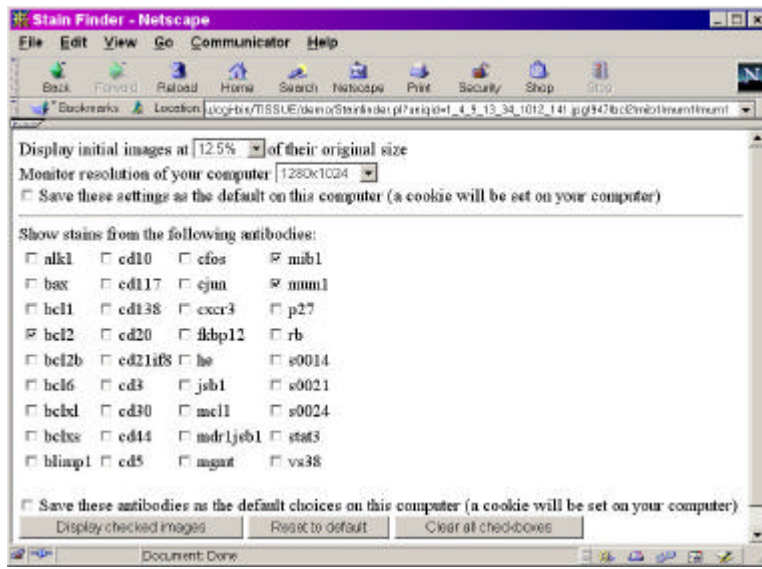 Stain Finder - Netscape
File Edit View Go Communicator Help
Back Forward Reload Home Search Netscape Print Security Shop Stop
Bookmarks Location:
Display initial images at 12.5% of their original size
Monitor resolution of your computer 1280x1024
Save these settings as the default on this computer (a cookie will be set on your computer)
Show stains from the following antibodies:
alk1 cd10 cfos mib1
bax cd117 cjun mum1
bcl1 cd138 cxcr3 p27
bcl2 cd20 fkbp12 rb
bcl2b cd21if8 he s0014
bcl6 cd3 jsb1 s0021
bclxl cd30 mcl1 s0024
bclxs cd44 mdr1jsb1 stat3
blimp1 cd5 mgmt vs38
Save these antibodies as the default choices on this computer (a cookie will be set on your computer)
Display checked images Reset to default Clear all checkboxes
Document: Done